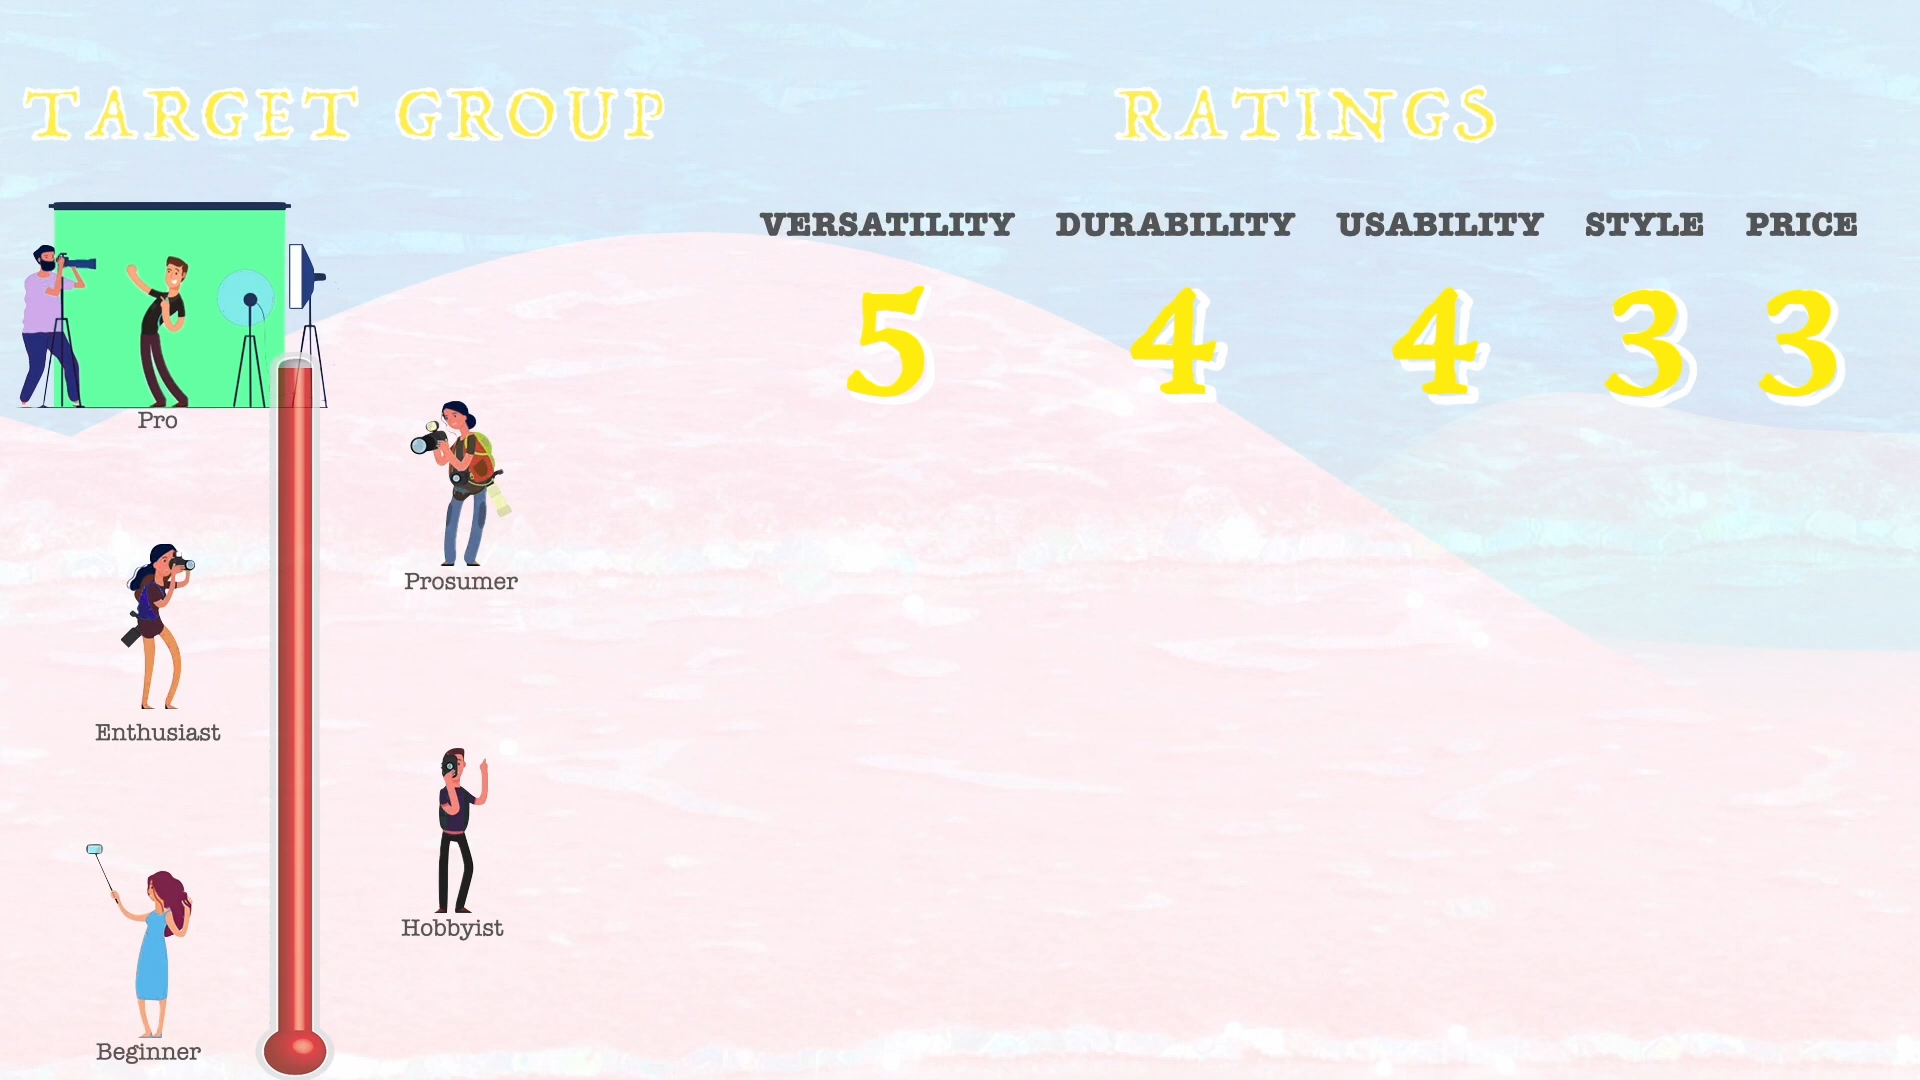 TARGET GROUP
RATINGS
VERSATILITY DURABILITY USABILITY STYLE PRICE
5 4 4 3 3
Pro
Prosumer
Enthusiast
Hobbyist
Beginner